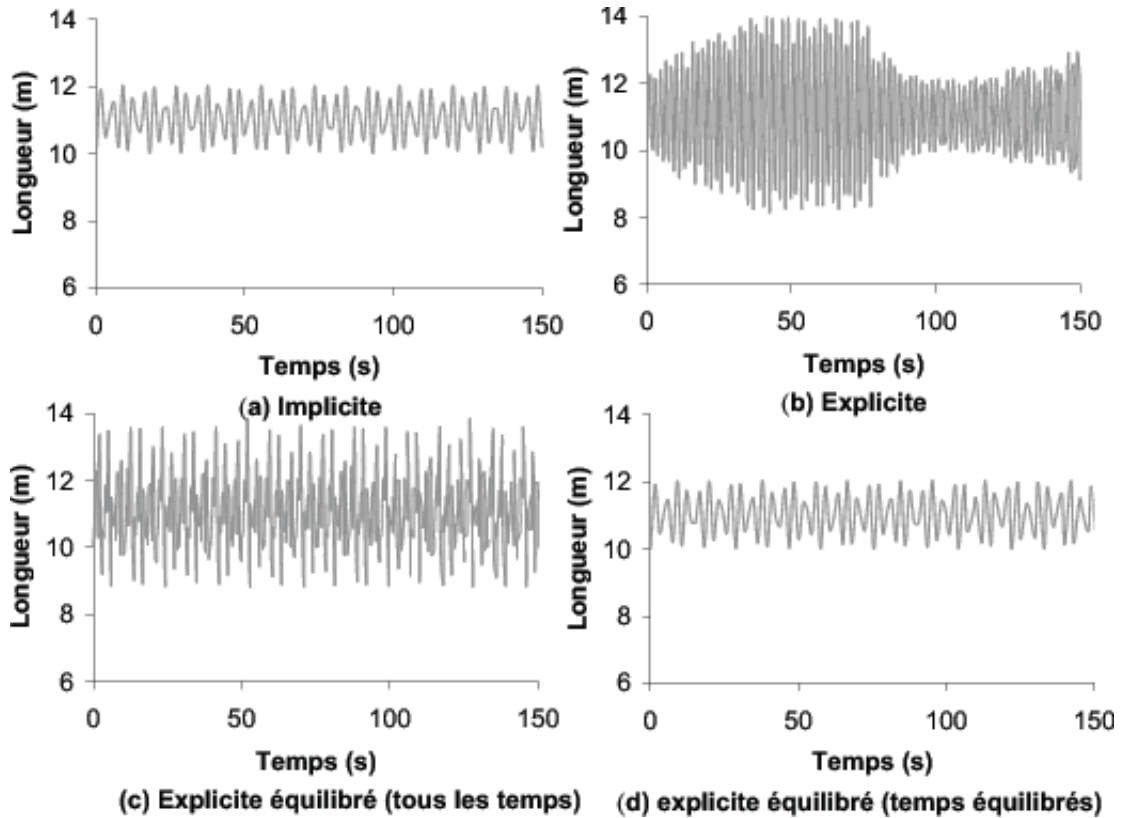 14
12
10
8
6
Longueur (m)
0 50 100 150
Temps (s)
(a) Implicite
14
12
10
8
6
Longueur (m)
0 50 100 150
Temps (s)
(b) Explicite
14
12
10
8
6
Longueur (m)
0 50 100 150
Temps (s)
(c) Explicite équilibré (tous les temps)
14
12
10
8
6
Longueur (m)
0 50 100 150
Temps (s)
(d) explicite équilibré (temps équilibrés)